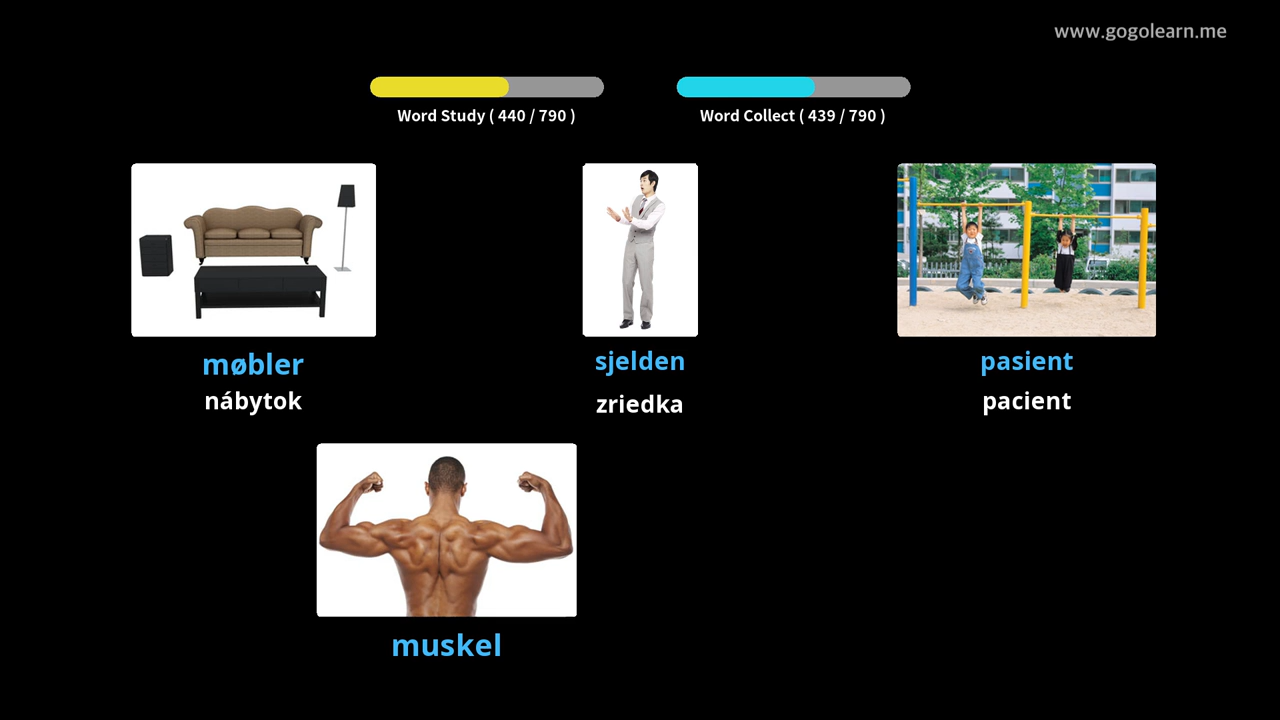 www.gogolearn.me
Word Study ( 440 / 790 )
Word Collect ( 439 / 790 )
møbler
nábytok
sjelden
zriedka
pasient
pacient
muskel